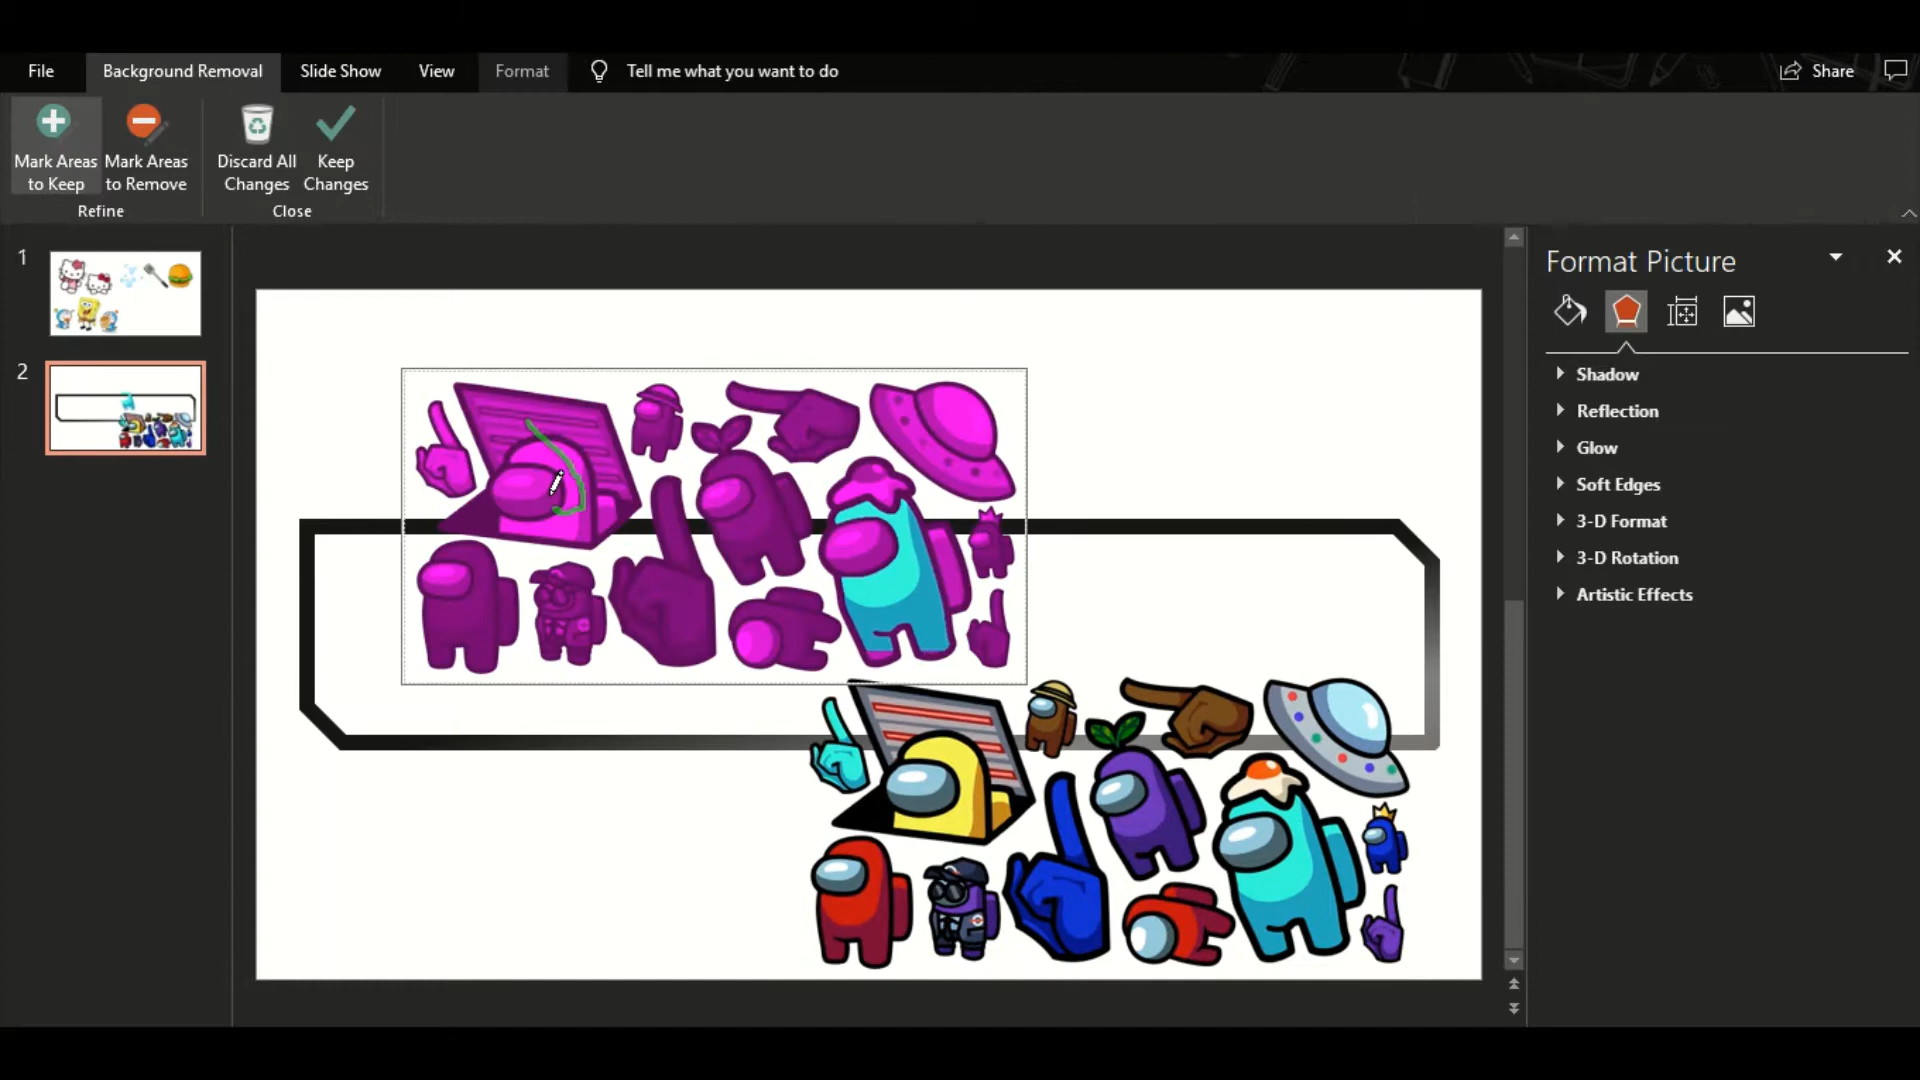 File
Background Removal
Slide Show
View
Format
Tell me what you want to do
Share
Mark Areas
to Keep
Mark Areas
to Remove
Discard All
Changes
Keep
Changes
Refine
Close
1
2
Format Picture
Shadow
Reflection
Glow
Soft Edges
3-D Format
3-D Rotation
Artistic Effects